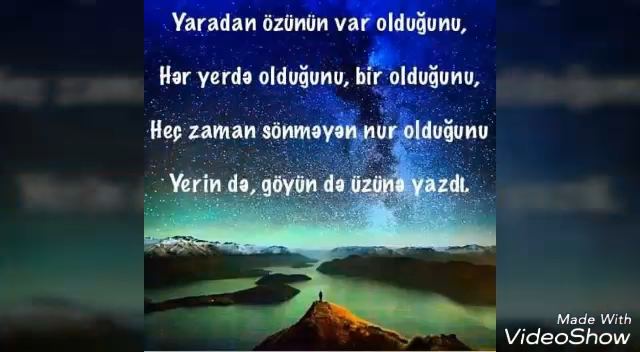 Yaradan özünün var olduğunu,
Hər yerdə olduğunu, bir olduğunu,
Heç zaman sönməyən nur olduğunu
Yerin də, göyün də üzünə yazdı.
Made With
VideoShow